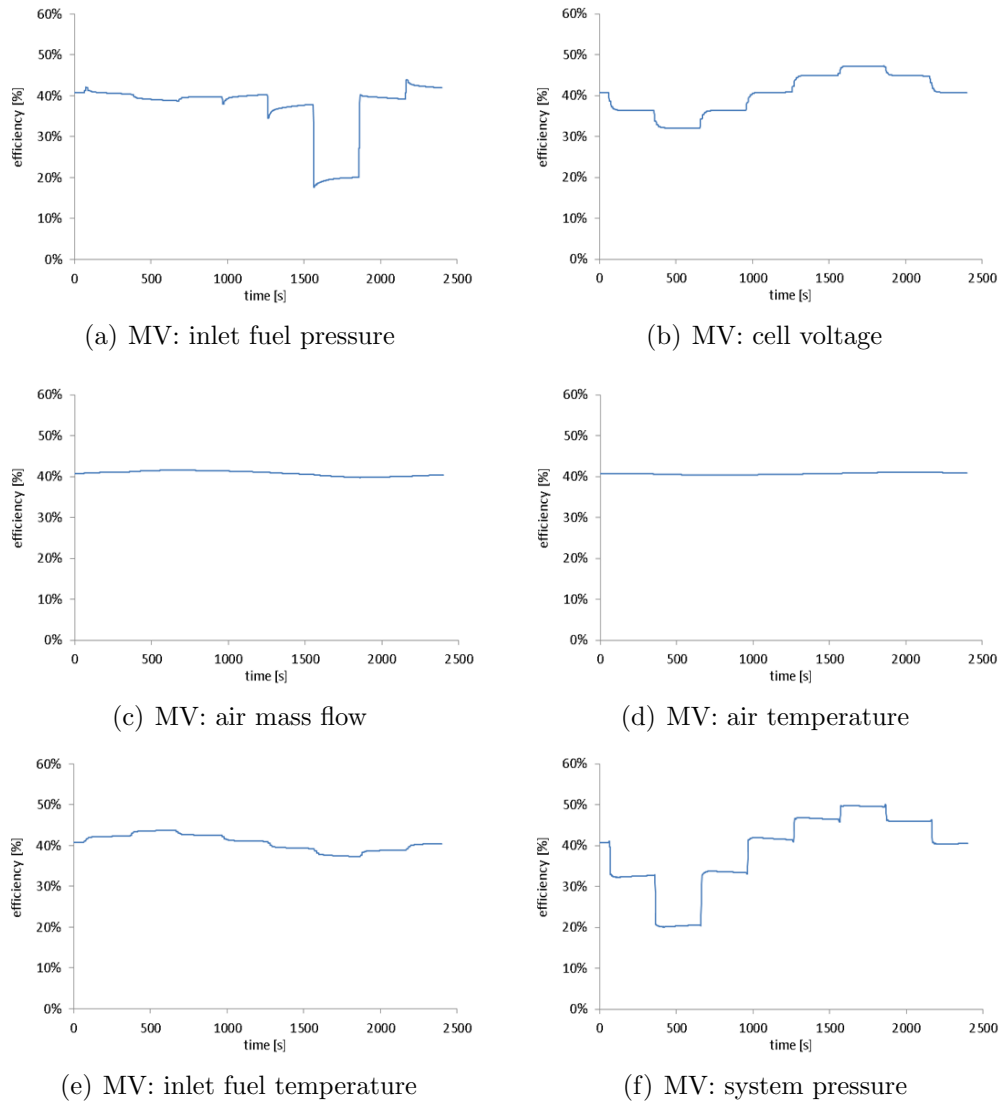 60%
50%
40%
30%
20%
10%
0%
efficiency [%]
0 500 1000 1500 2000 2500
time [s]
(a) MV: inlet fuel pressure
60%
50%
40%
30%
20%
10%
0%
efficiency [%]
0 500 1000 1500 2000 2500
time [s]
(b) MV: cell voltage
60%
50%
40%
30%
20%
10%
0%
efficiency [%]
0 500 1000 1500 2000 2500
time [s]
(c) MV: air mass flow
60%
50%
40%
30%
20%
10%
0%
efficiency [%]
0 500 1000 1500 2000 2500
time [s]
(d) MV: air temperature
60%
50%
40%
30%
20%
10%
0%
efficiency [%]
0 500 1000 1500 2000 2500
time [s]
(e) MV: inlet fuel temperature
60%
50%
40%
30%
20%
10%
0%
efficiency [%]
0 500 1000 1500 2000 2500
time [s]
(f) MV: system pressure